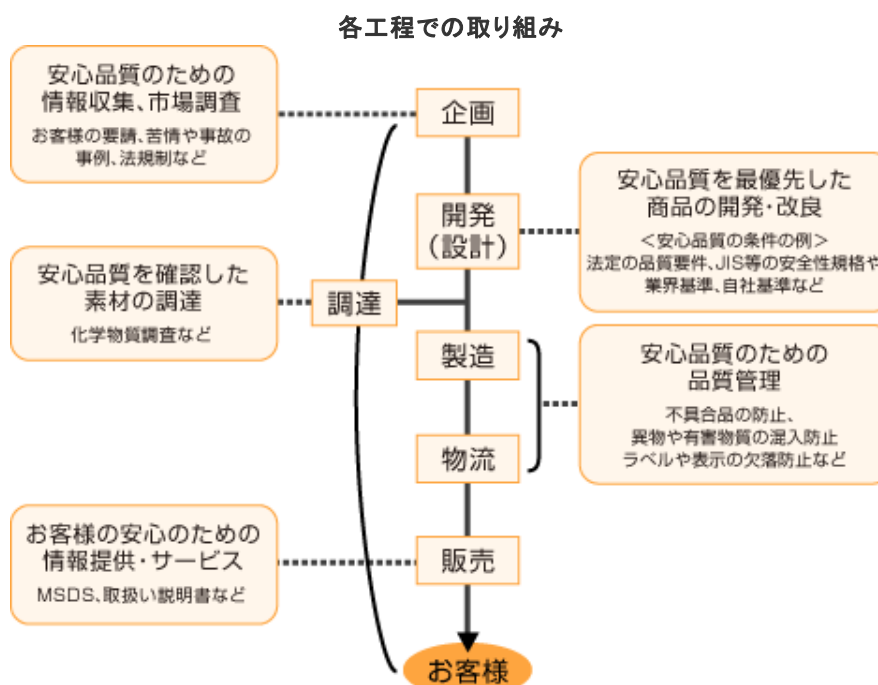 各工程での取り組み
安心品質のための
情報収集、市場調査
お客様の要請、苦情や事故の
事例、法規制など
企画
開発
（設計）
安心品質を最優先した
商品の開発・改良
＜安心品質の条件の例＞
法定の品質要件、JIS等の安全性規格や
業界基準、自社基準など
安心品質を確認した
素材の調達
化学物質調査など
調達
製造
物流
安心品質のための
品質管理
不具合品の防止、
異物や有害物質の混入防止
ラベルや表示の欠落防止など
お客様の安心のための
情報提供・サービス
MSDS、取扱い説明書など
販売
お客様